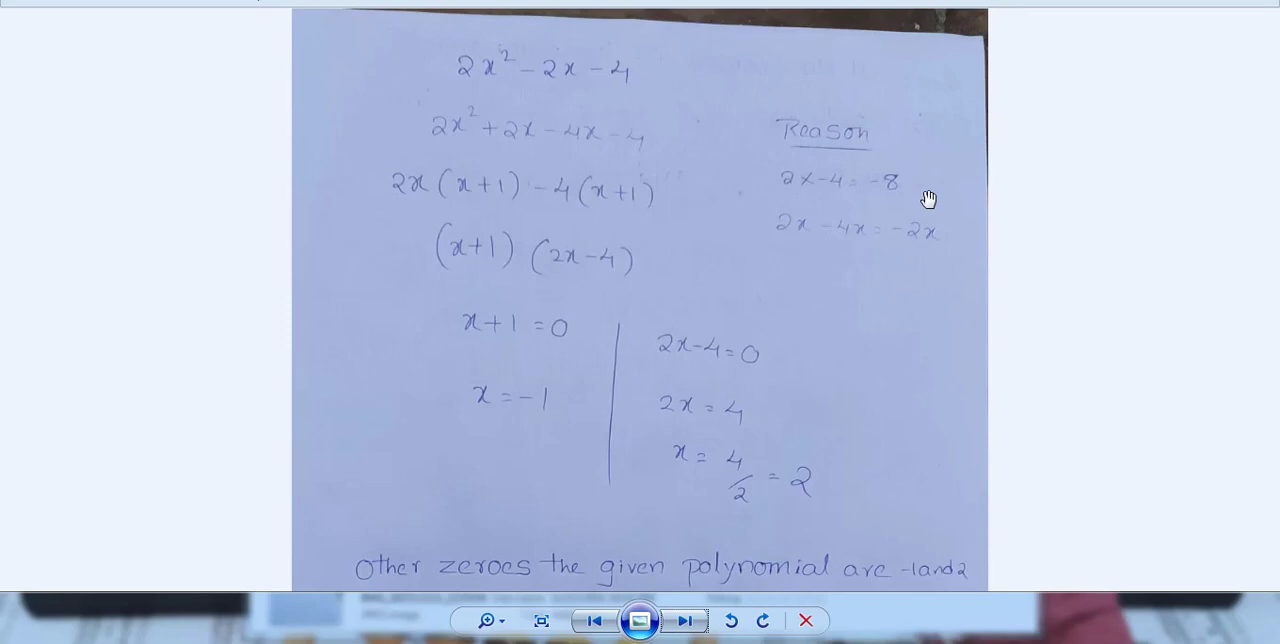 2x² - 2x - 4
2x² + 2x - 4x - 4
Reason
2x(x+1) - 4(x+1)
2 x -4 = -8
(x+1) (2x-4)
2x - 4x = -2x
x+1 = 0
2x-4=0
x = -1
2x = 4
x = 4/2 = 2
Other zeroes the given polynomial are -1 and 2